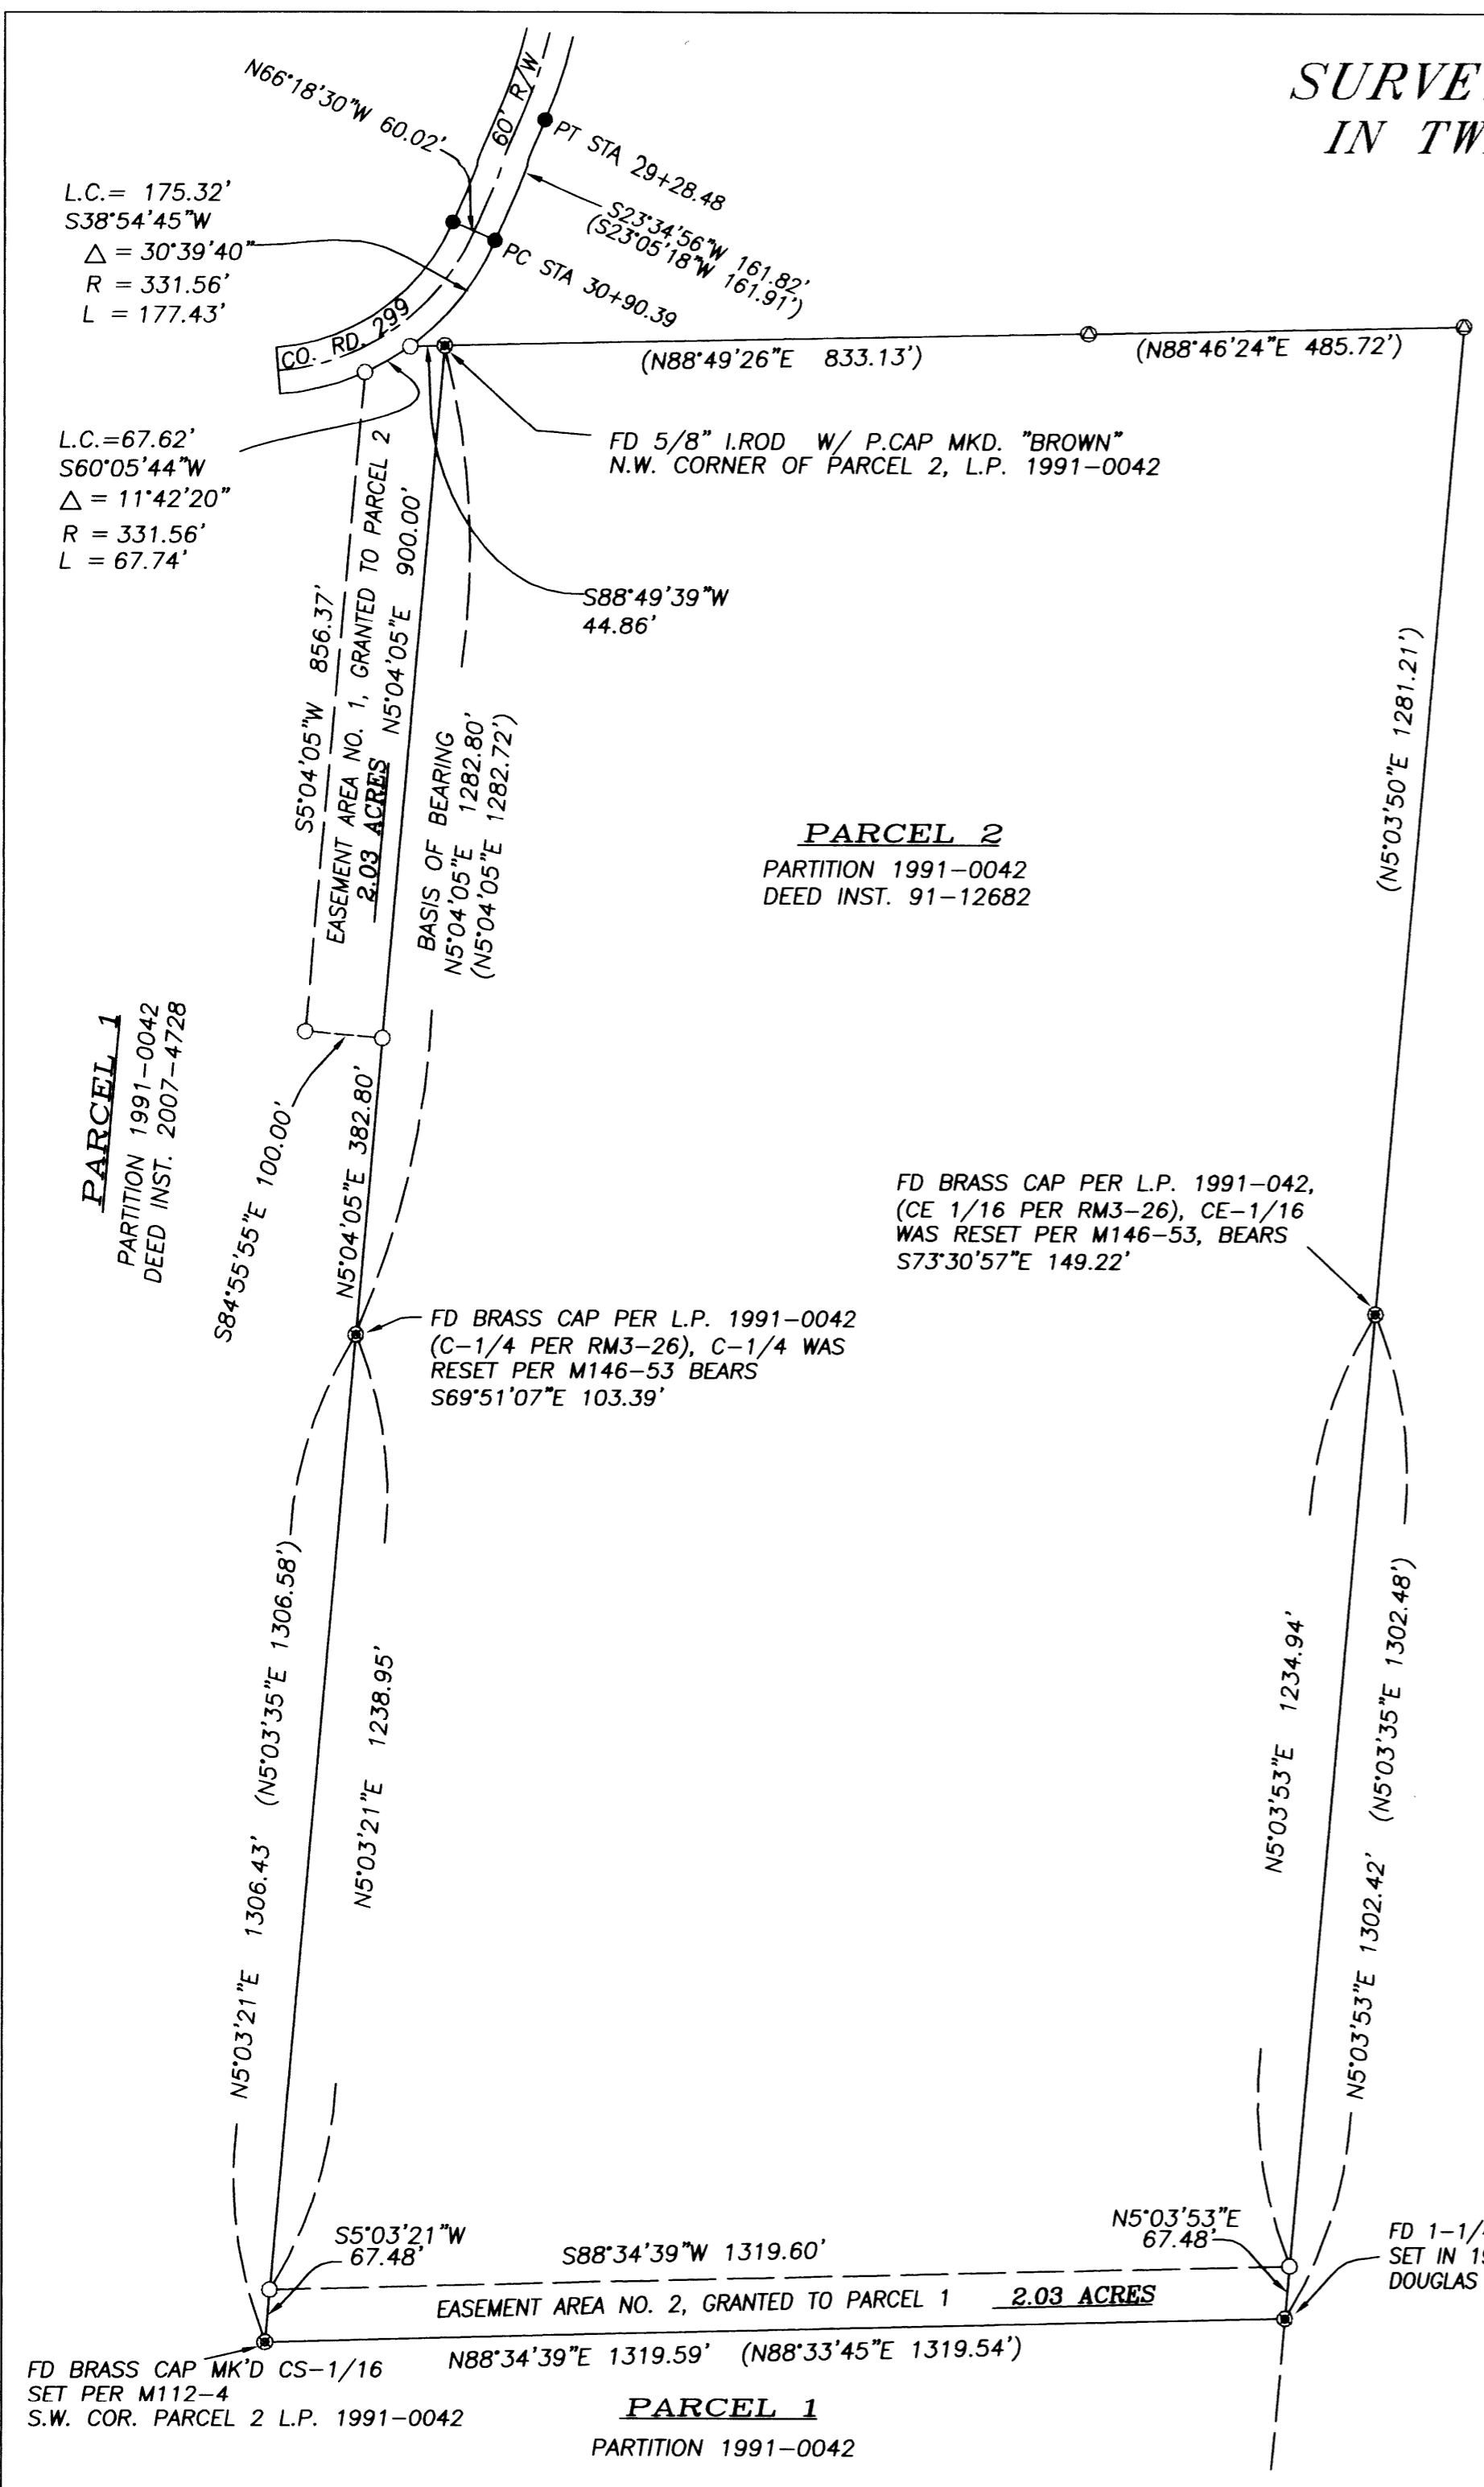 SURVE
IN TW
N66°18'30"W 60.02'
60' R/W
PT STA 29+28.48
S23°34'56"W 161.82'
(S23°05'18"W 161.91')
PC STA 30+90.39
L.C.= 175.32'
S38°54'45"W
△ = 30°39'40"
R = 331.56'
L = 177.43'
CO. RD. 299
(N88°49'26"E 833.13')
(N88°46'24"E 485.72')
L.C.=67.62'
S60°05'44"W
△ = 11°42'20"
R = 331.56'
L = 67.74'
FD 5/8" I.ROD W/ P.CAP MKD. "BROWN"
N.W. CORNER OF PARCEL 2, L.P. 1991-0042
S88°49'39"W
44.86'
S5°04'05"W 856.37'
EASEMENT AREA NO. 1, GRANTED TO PARCEL 2
2.03 ACRES
N5°04'05"E 900.00'
BASIS OF BEARING
N5°04'05"E 1282.80'
(N5°04'05"E 1282.72')
(N5°03'50"E 1281.21')
PARCEL 2
PARTITION 1991-0042
DEED INST. 91-12682
PARCEL 1
PARTITION 1991-0042
DEED INST. 2007-4728
S84°55'55"E 100.00'
N5°04'05"E 382.80'
FD BRASS CAP PER L.P. 1991-042,
(CE 1/16 PER RM3-26), CE-1/16
WAS RESET PER M146-53, BEARS
S73°30'57"E 149.22'
FD BRASS CAP PER L.P. 1991-0042
(C-1/4 PER RM3-26), C-1/4 WAS
RESET PER M146-53 BEARS
S69°51'07"E 103.39'
N5°03'21"E 1306.43' (N5°03'35"E 1306.58')
N5°03'21"E 1238.95'
N5°03'53"E 1234.94'
N5°03'53"E 1302.42' (N5°03'35"E 1302.48')
S5°03'21"W
67.48'
S88°34'39"W 1319.60'
N5°03'53"E
67.48'
FD 1-1/
SET IN 19
DOUGLAS
EASEMENT AREA NO. 2, GRANTED TO PARCEL 1 2.03 ACRES
N88°34'39"E 1319.59' (N88°33'45"E 1319.54')
FD BRASS CAP MK'D CS-1/16
SET PER M112-4
S.W. COR. PARCEL 2 L.P. 1991-0042
PARCEL 1
PARTITION 1991-0042